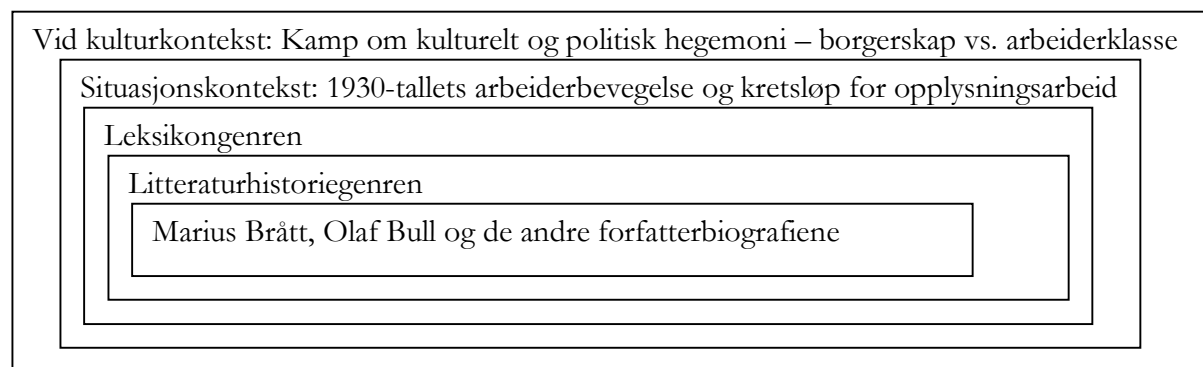 Vid kulturkontekst: Kamp om kulturelt og politisk hegemoni – borgerskap vs. arbeiderklasse
Situasjonskontekst: 1930-tallets arbeiderbevegelse og kretsløp for opplysningsarbeid
Leksikongenren
Litteraturhistoriegenren
Marius Brått, Olaf Bull og de andre forfatterbiografiene